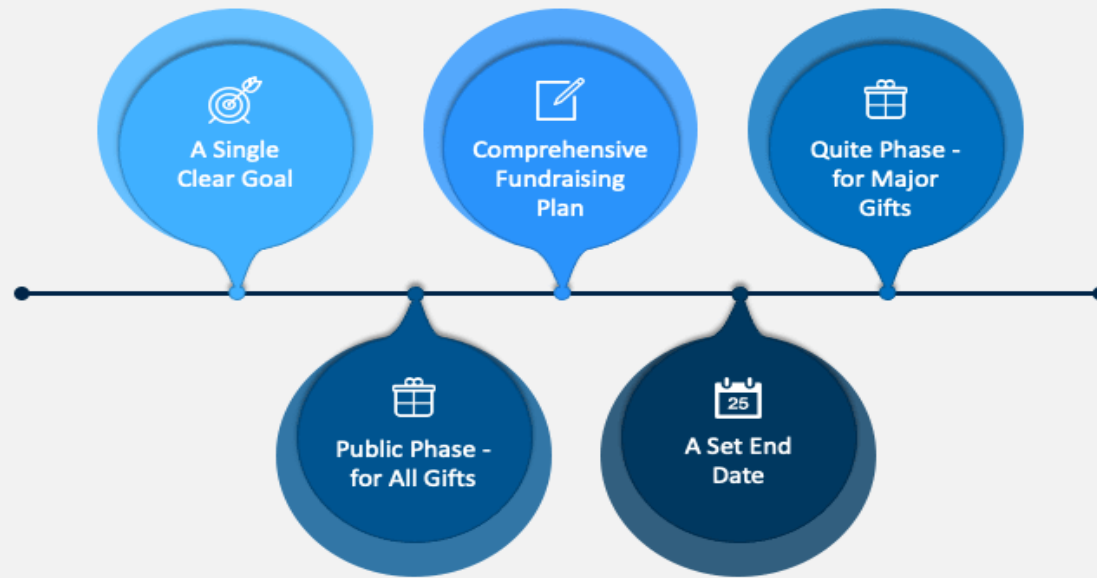 A Single
Clear Goal
Comprehensive
Fundraising
Plan
Quite Phase -
for Major
Gifts
Public Phase -
for All Gifts
25
A Set End
Date